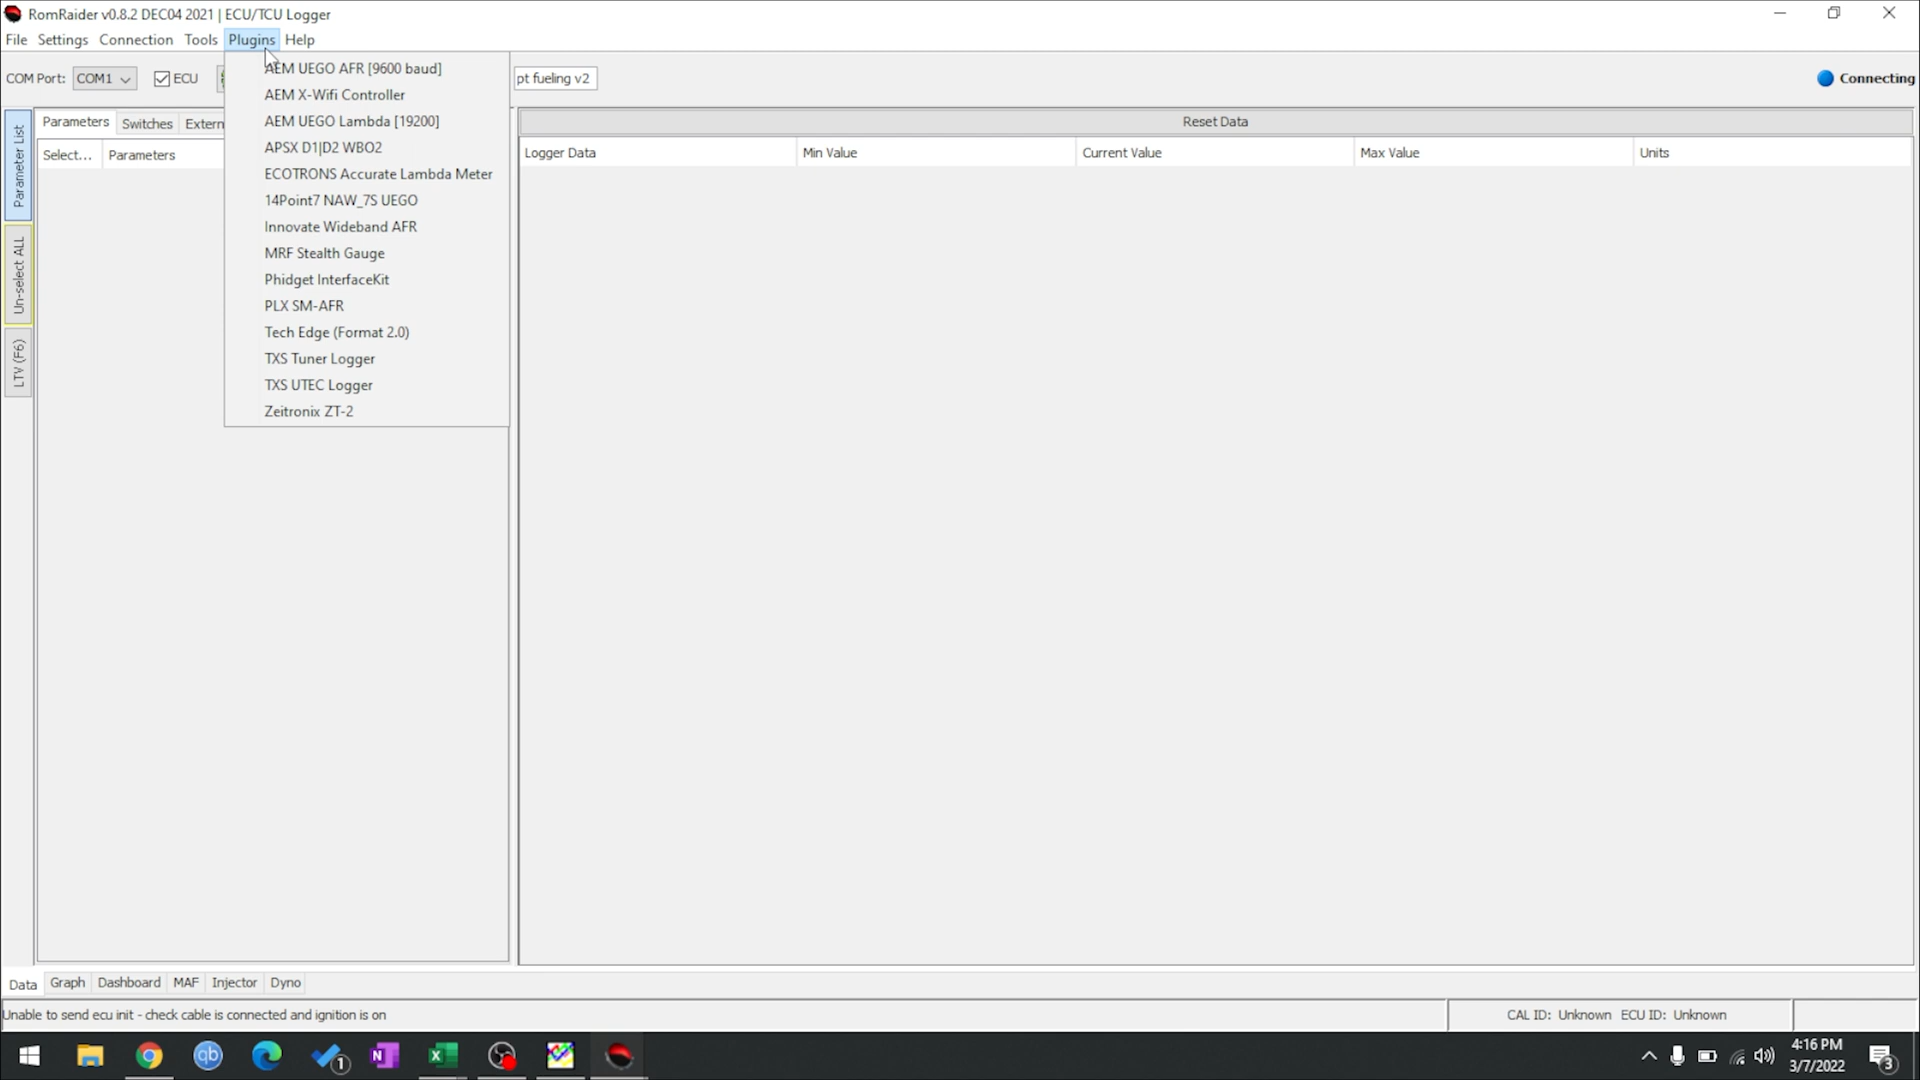 RomRaider v0.8.2 DEC04 2021 | ECU/TCU Logger
File Settings Connection Tools Plugins Help
COM Port: COM1 ECU pt fueling v2 Connecting
AEM UEGO AFR [9600 baud]
AEM X-Wifi Controller
AEM UEGO Lambda [19200]
APSX D1|D2 WBO2
ECOTRONS Accurate Lambda Meter
14Point7 NAW_7S UEGO
Innovate Wideband AFR
MRF Stealth Gauge
Phidget InterfaceKit
PLX SM-AFR
Tech Edge (Format 2.0)
TXS Tuner Logger
TXS UTEC Logger
Zeitronix ZT-2
Parameter List
Un-select ALL
LTV (F6)
Parameters Switches Extern
Select... Parameters
Reset Data
Logger Data Min Value Current Value Max Value Units
Data Graph Dashboard MAF Injector Dyno
Unable to send ecu init - check cable is connected and ignition is on
CAL ID: Unknown ECU ID: Unknown
qb
1
N
X
4:16 PM
3/7/2022
3